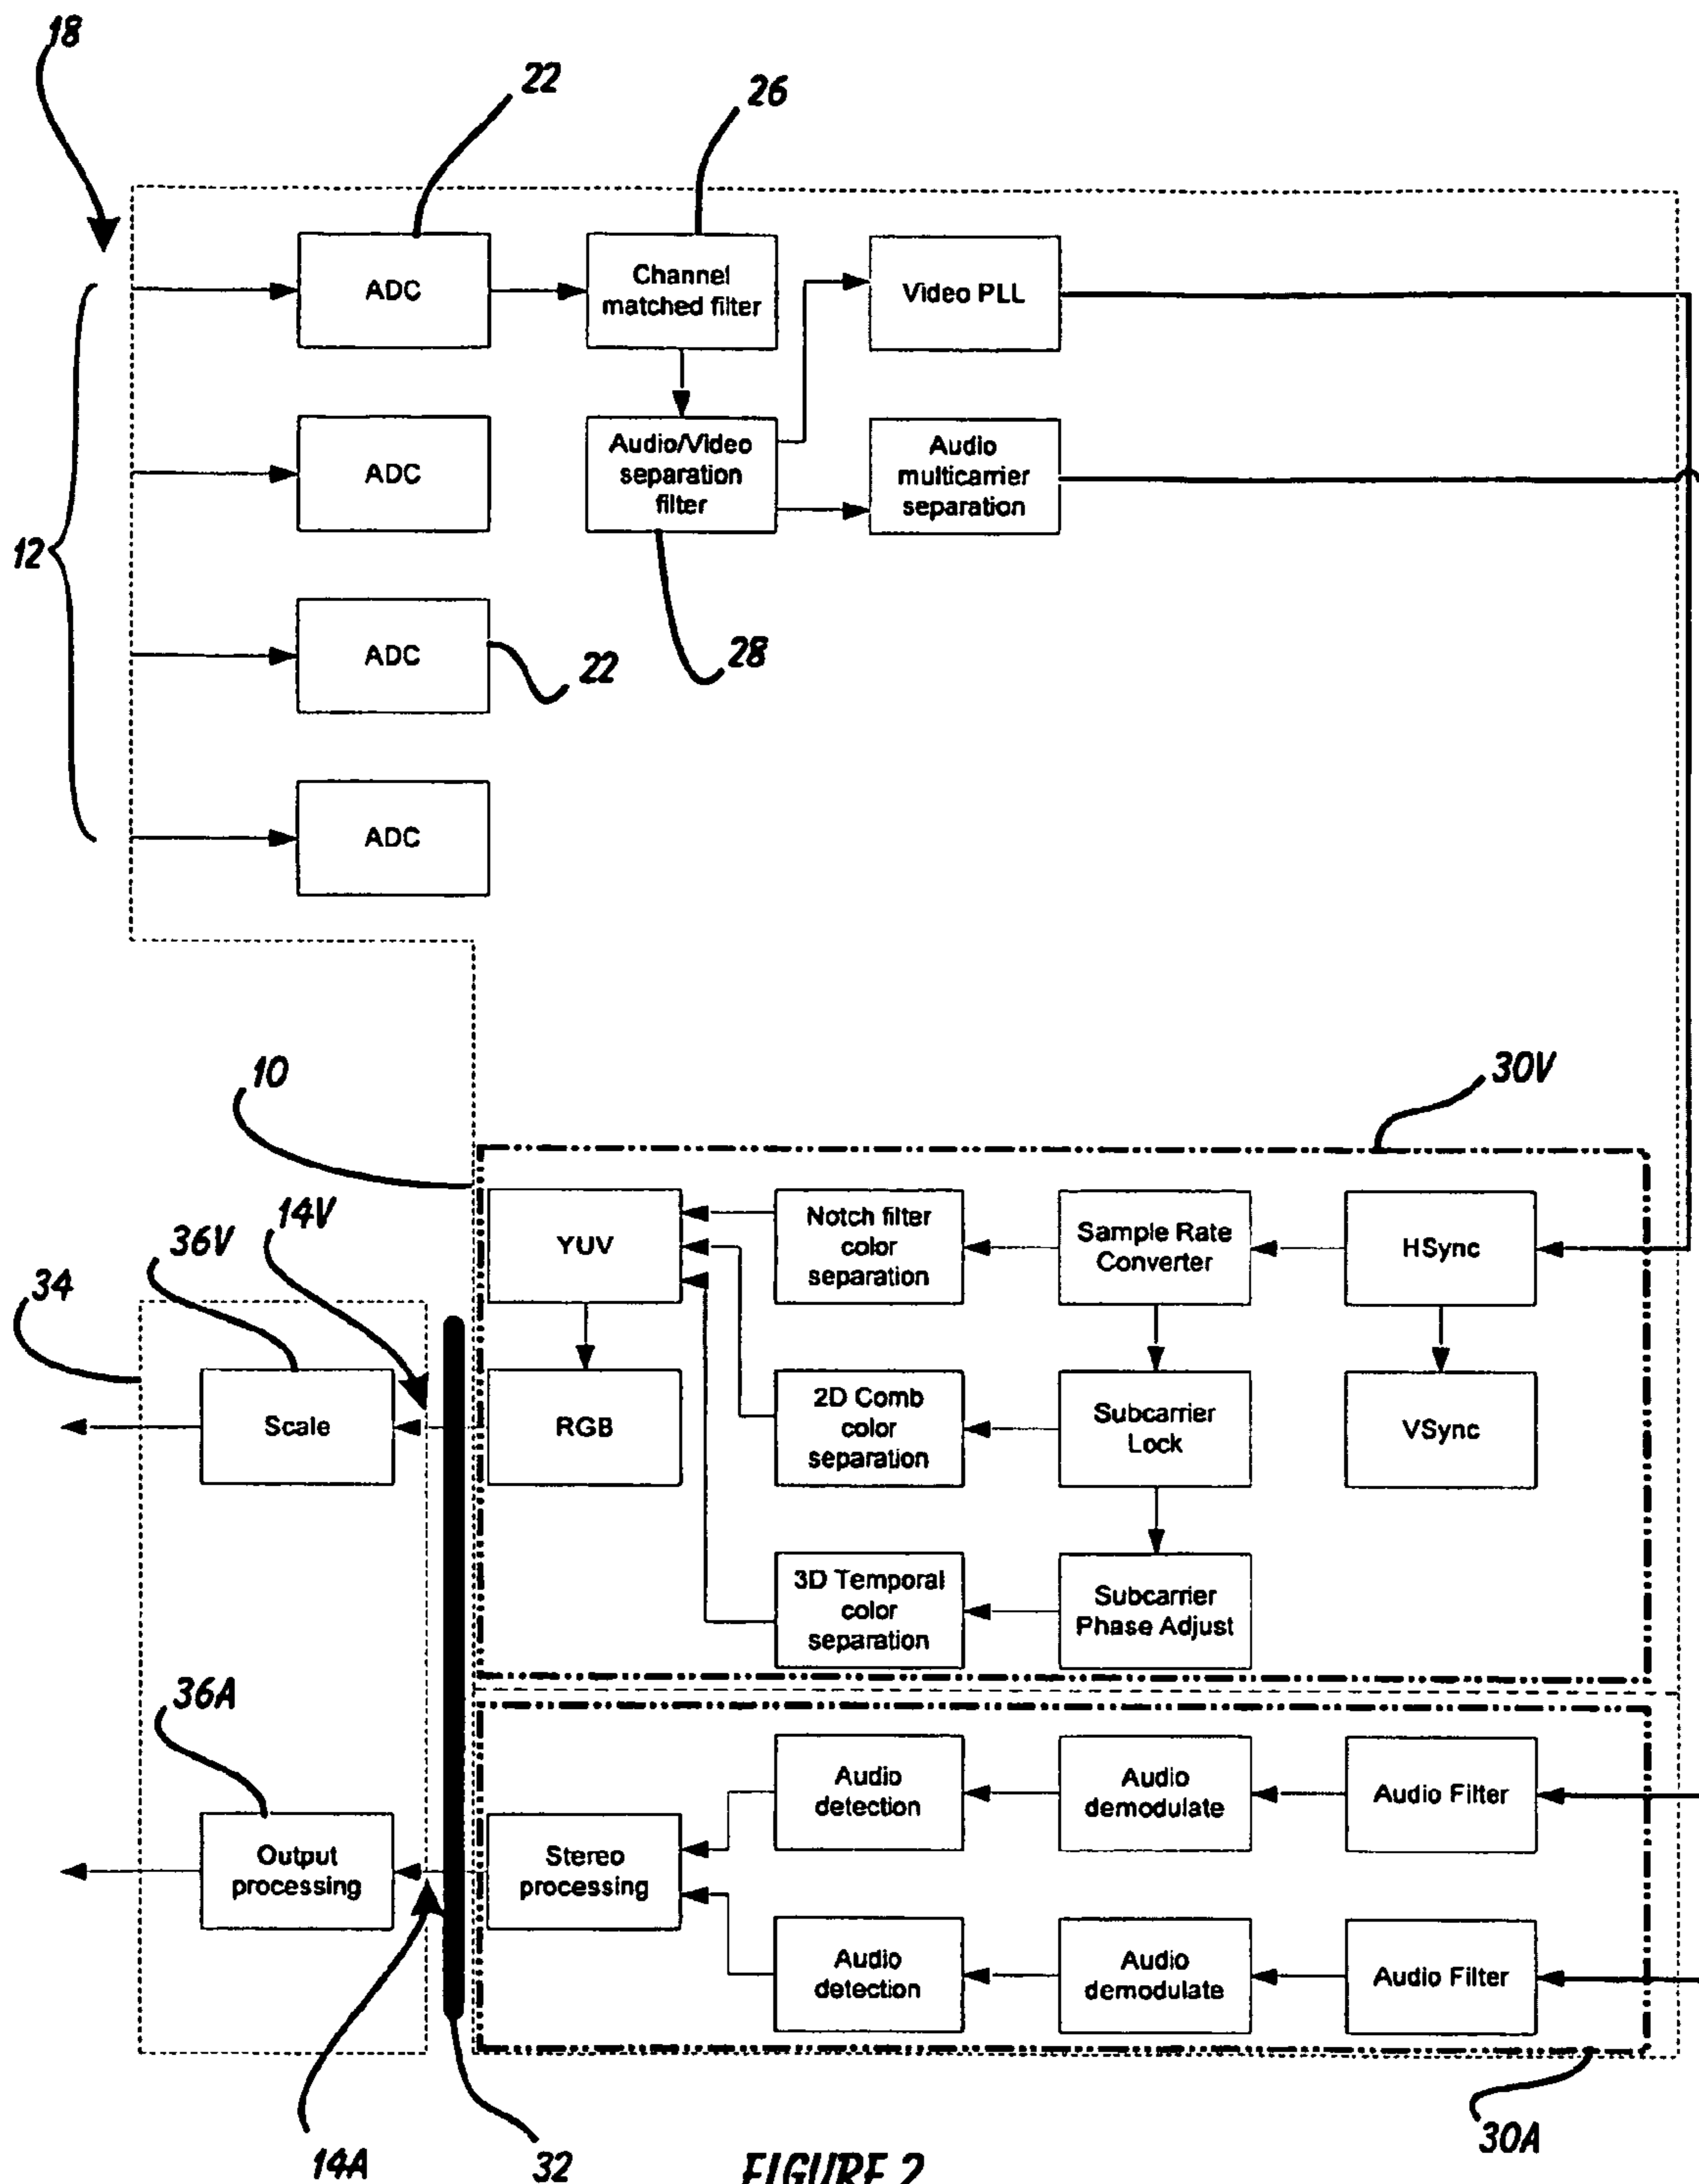 18
22
26
ADC
Channel
matched filter
Video PLL
ADC
Audio/Video
separation
filter
Audio
multicarrier
separation
12
ADC
22
28
ADC
10
30V
14V
36V
34
YUV
Notch filter
color
separation
Sample Rate
Converter
HSync
Scale
RGB
2D Comb
color
separation
Subcarrier
Lock
VSync
3D Temporal
color
separation
Subcarrier
Phase Adjust
36A
Output
processing
Stereo
processing
Audio
detection
Audio
demodulate
Audio Filter
Audio
detection
Audio
demodulate
Audio Filter
14A
32
30A
FIGURE 2